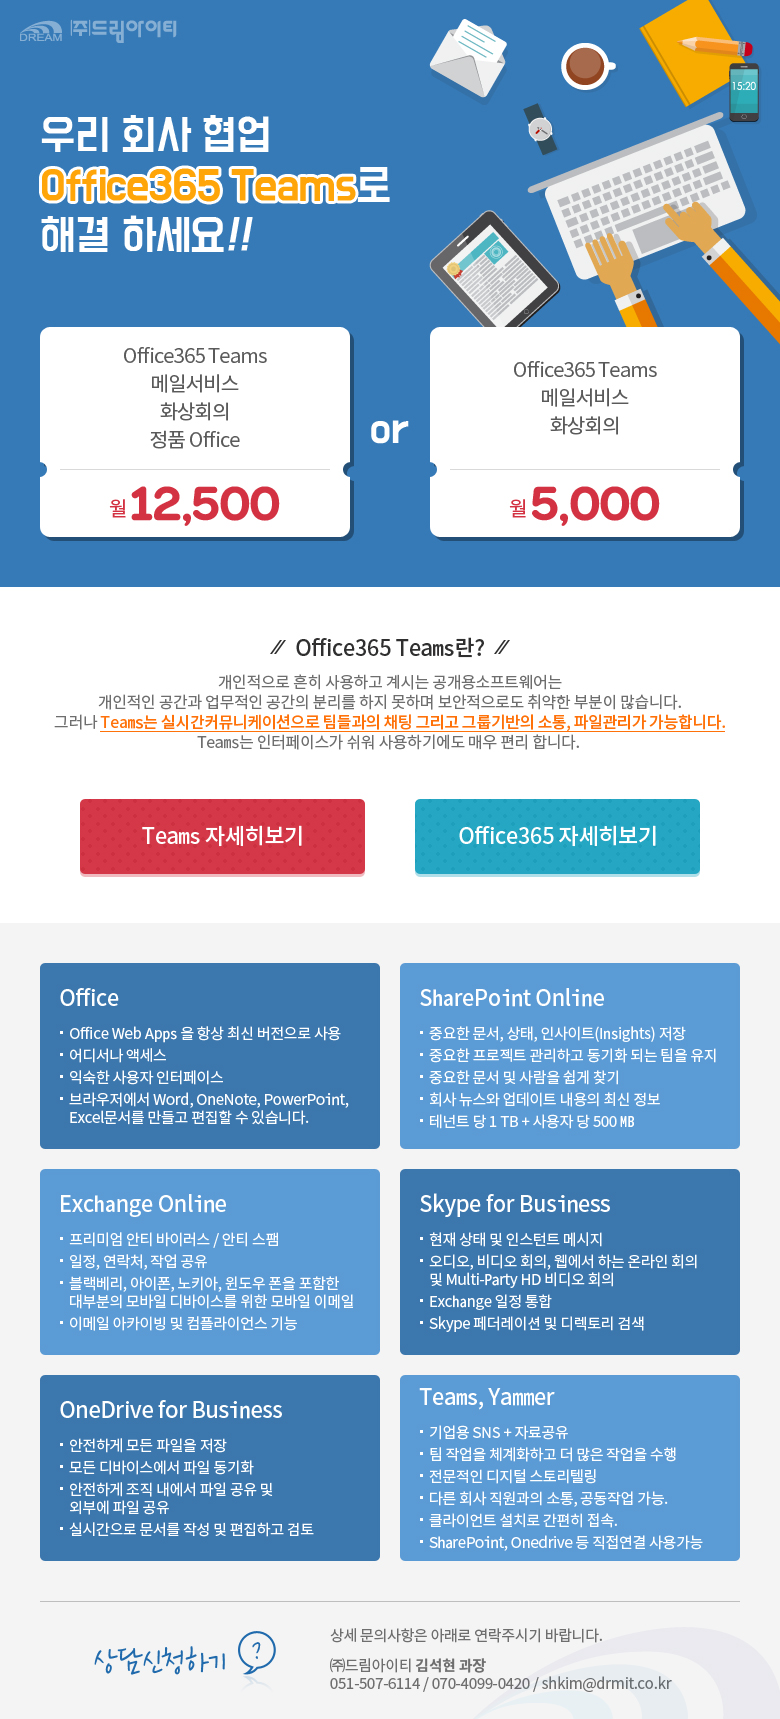 DREAM ㈜드림아이티
15:20
우리 회사 협업
Office365 Teams로
해결 하세요!!
Office365 Teams
메일서비스
화상회의
정품 Office
월 12,500
or
Office365 Teams
메일서비스
화상회의
월 5,000
// Office365 Teams란? //
개인적으로 흔히 사용하고 계시는 공개용소프트웨어는
개인적인 공간과 업무적인 공간의 분리를 하지 못하며 보안적으로도 취약한 부분이 많습니다.
그러나 Teams는 실시간커뮤니케이션으로 팀들과의 채팅 그리고 그룹기반의 소통, 파일관리가 가능합니다.
Teams는 인터페이스가 쉬워 사용하기에도 매우 편리 합니다.
Teams 자세히보기
Office365 자세히보기
Office
· Office Web Apps 을 항상 최신 버전으로 사용
· 어디서나 액세스
· 익숙한 사용자 인터페이스
· 브라우저에서 Word, OneNote, PowerPoint,
Excel문서를 만들고 편집할 수 있습니다.
SharePoint Online
· 중요한 문서, 상태, 인사이트(Insights) 저장
· 중요한 프로젝트 관리하고 동기화 되는 팀을 유지
· 중요한 문서 및 사람을 쉽게 찾기
· 회사 뉴스와 업데이트 내용의 최신 정보
· 테넌트 당 1 TB + 사용자 당 500 MB
Exchange Online
· 프리미엄 안티 바이러스 / 안티 스팸
· 일정, 연락처, 작업 공유
· 블랙베리, 아이폰, 노키아, 윈도우 폰을 포함한
대부분의 모바일 디바이스를 위한 모바일 이메일
· 이메일 아카이빙 및 컴플라이언스 기능
Skype for Business
· 현재 상태 및 인스턴트 메시지
· 오디오, 비디오 회의, 웹에서 하는 온라인 회의
및 Multi-Party HD 비디오 회의
· Exchange 일정 통합
· Skype 페더레이션 및 디렉토리 검색
OneDrive for Business
· 안전하게 모든 파일을 저장
· 모든 디바이스에서 파일 동기화
· 안전하게 조직 내에서 파일 공유 및
외부에 파일 공유
· 실시간으로 문서를 작성 및 편집하고 검토
Teams, Yammer
· 기업용 SNS + 자료공유
· 팀 작업을 체계화하고 더 많은 작업을 수행
· 전문적인 디지털 스토리텔링
· 다른 회사 직원과의 소통, 공동작업 가능.
· 클라이언트 설치로 간편히 접속.
· SharePoint, Onedrive 등 직접연결 사용가능
상담신청하기 ?
상세 문의사항은 아래로 연락주시기 바랍니다.
㈜드림아이티 김석현 과장
051-507-6114 / 070-4099-0420 / shkim@drmit.co.kr